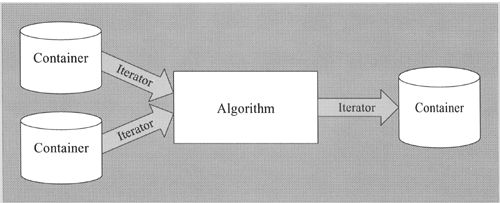 Container
Iterator
Algorithm
Iterator
Container
Iterator
Container